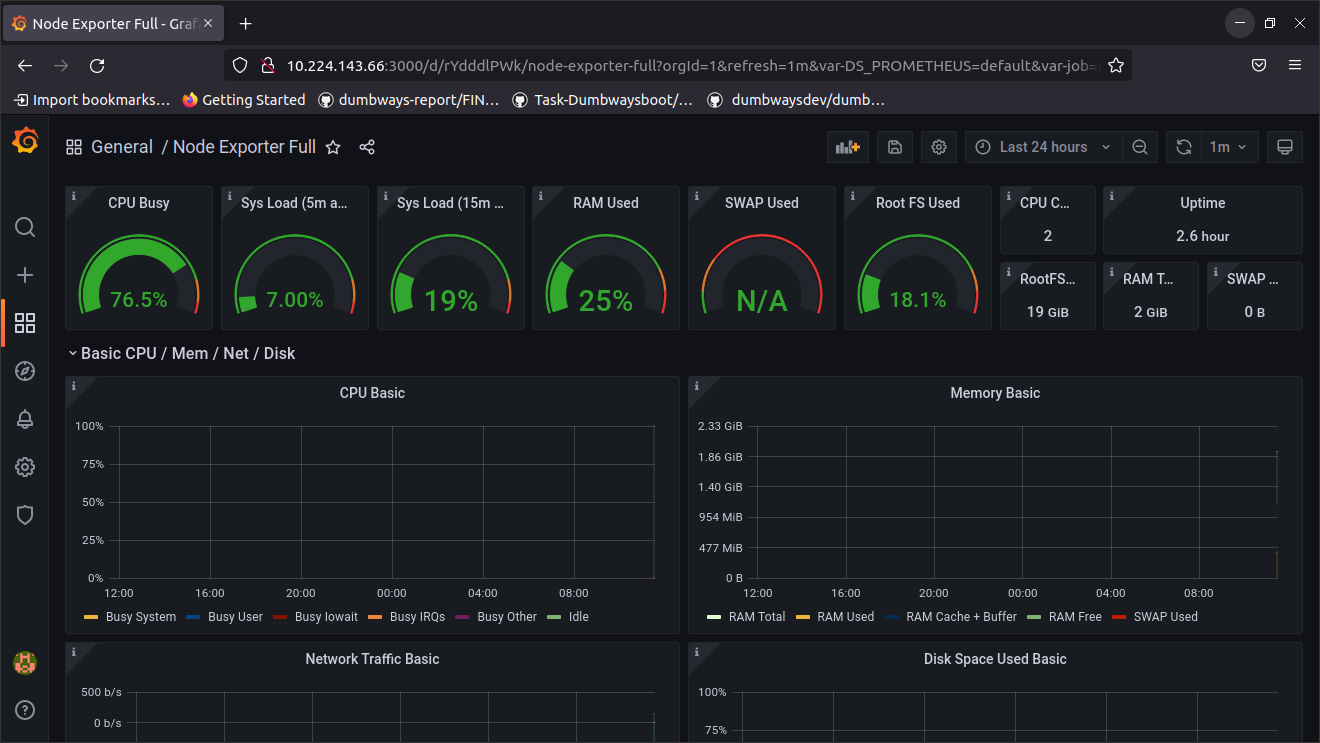 Node Exporter Full - Graf
10.224.143.66:3000/d/rYdddlPWk/node-exporter-full?orgId=1&refresh=1m&var-DS_PROMETHEUS=default&var-job=
Import bookmarks… Getting Started dumbways-report/FIN… Task-Dumbwaysboot/… dumbwaysdev/dumb…
General / Node Exporter Full Last 24 hours 1m
CPU Busy Sys Load (5m a... Sys Load (15m ... RAM Used SWAP Used Root FS Used CPU C... Uptime
2 2.6 hour
76.5% 7.00% 19% 25% N/A 18.1%
RootFS... RAM T... SWAP ...
19 GiB 2 GiB 0 B
Basic CPU / Mem / Net / Disk
CPU Basic
100%
75%
50%
25%
0%
12:00 16:00 20:00 00:00 04:00 08:00
Busy System Busy User Busy Iowait Busy IRQs Busy Other Idle
Memory Basic
2.33 GiB
1.86 GiB
1.40 GiB
954 MiB
477 MiB
0 B
12:00 16:00 20:00 00:00 04:00 08:00
RAM Total RAM Used RAM Cache + Buffer RAM Free SWAP Used
Network Traffic Basic
500 b/s
0 b/s
Disk Space Used Basic
100%
75%